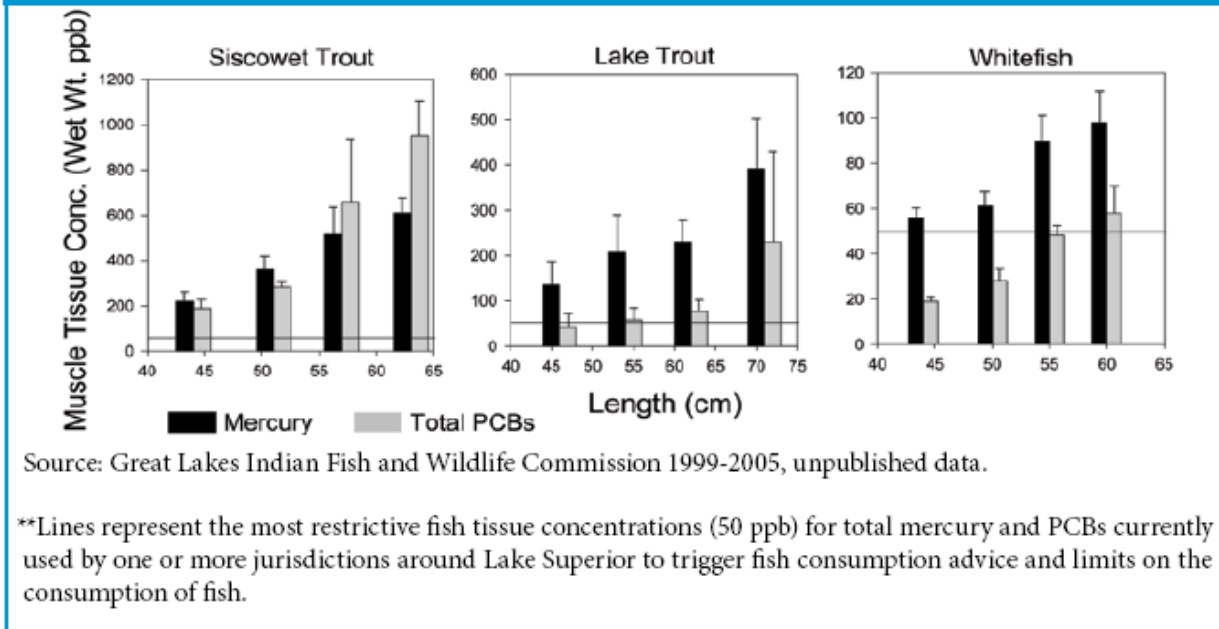 Siscowet Trout
Lake Trout
Whitefish
Muscle Tissue Conc. (Wet Wt. ppb)
1200
1000
800
600
400
200
0
40 45 50 55 60 65
600
500
400
300
200
100
0
40 45 50 55 60 65 70 75
120
100
80
60
40
20
0
40 45 50 55 60 65
Length (cm)
Mercury Total PCBs
Source: Great Lakes Indian Fish and Wildlife Commission 1999-2005, unpublished data.
**Lines represent the most restrictive fish tissue concentrations (50 ppb) for total mercury and PCBs currently
used by one or more jurisdictions around Lake Superior to trigger fish consumption advice and limits on the
consumption of fish.